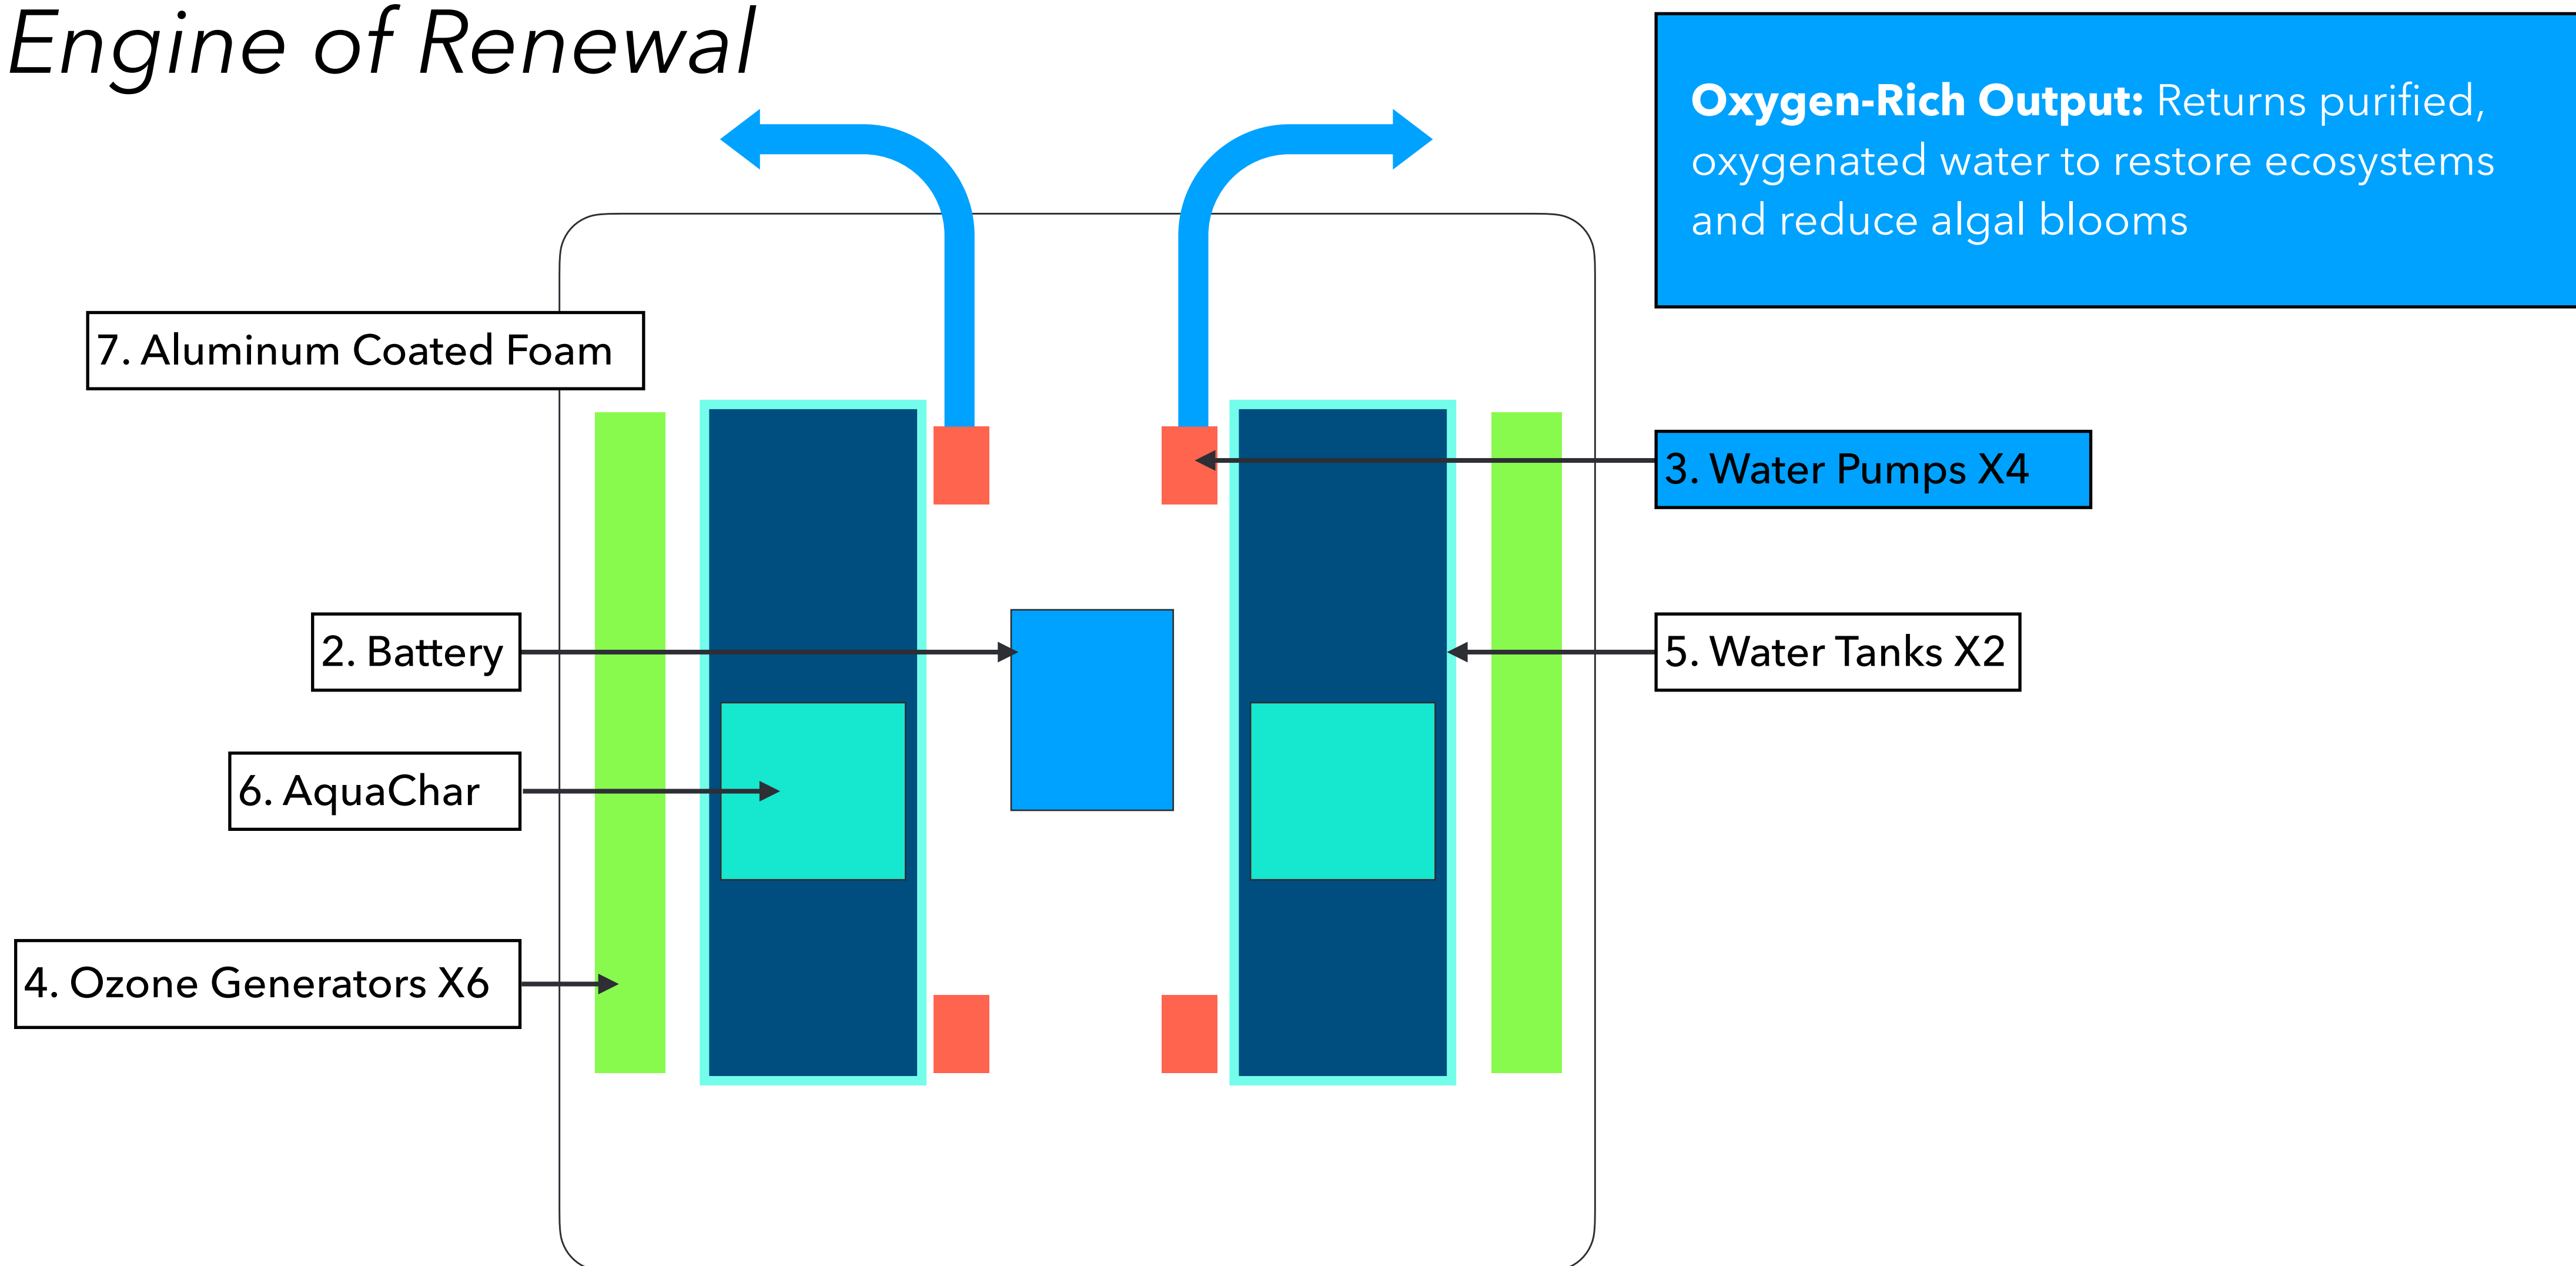 Engine of Renewal
Oxygen-Rich Output: Returns purified,
oxygenated water to restore ecosystems
and reduce algal blooms
7. Aluminum Coated Foam
3. Water Pumps X4
2. Battery
5. Water Tanks X2
6. AquaChar
4. Ozone Generators X6